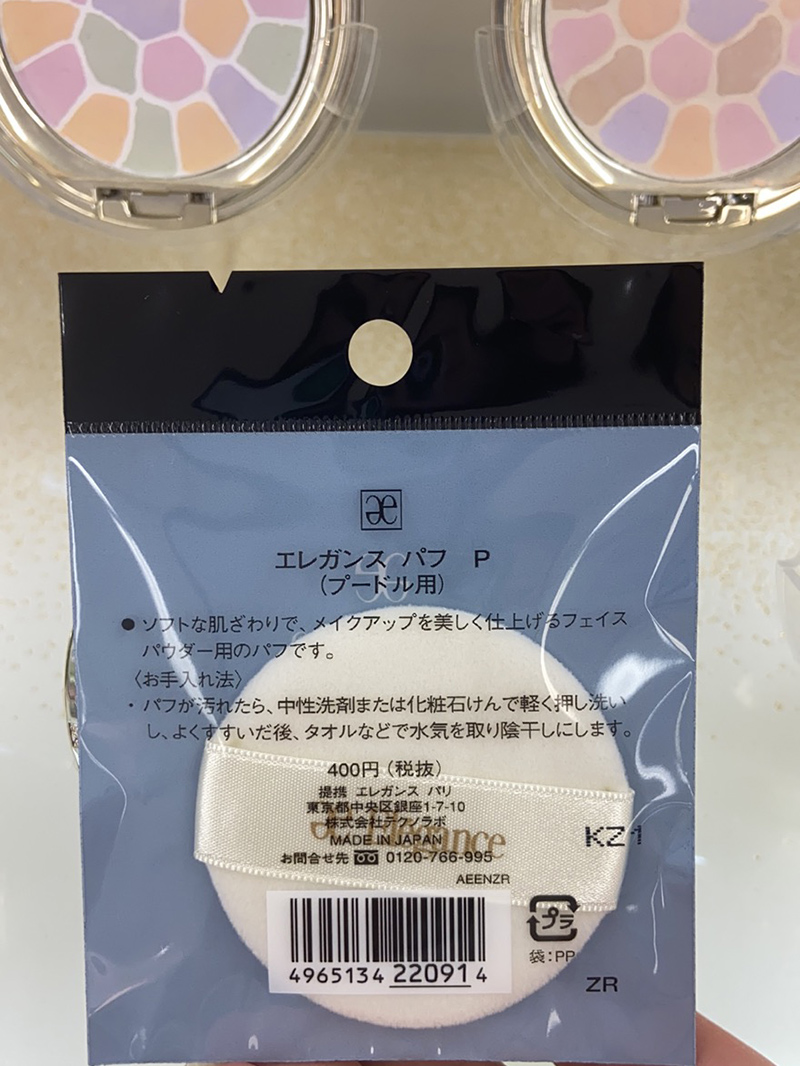 æ
エレガンス パフ P
(プードル用)
● ソフトな肌ざわりで、メイクアップを美しく仕上げるフェイス
パウダー用のパフです。
〈お手入れ法〉
・パフが汚れたら、中性洗剤または化粧石けんで軽く押し洗い
し、よくすすいだ後、タオルなどで水気を取り陰干しにします。
400円(税抜)
提携 エレガンス パリ
東京都中央区銀座1-7-10
株式会社テクノラボ
MADE IN JAPAN
Elegance
お問合せ先 0120-766-995
AEENZR
KZ1
4965134 220914
プラ
袋:PP
ZR